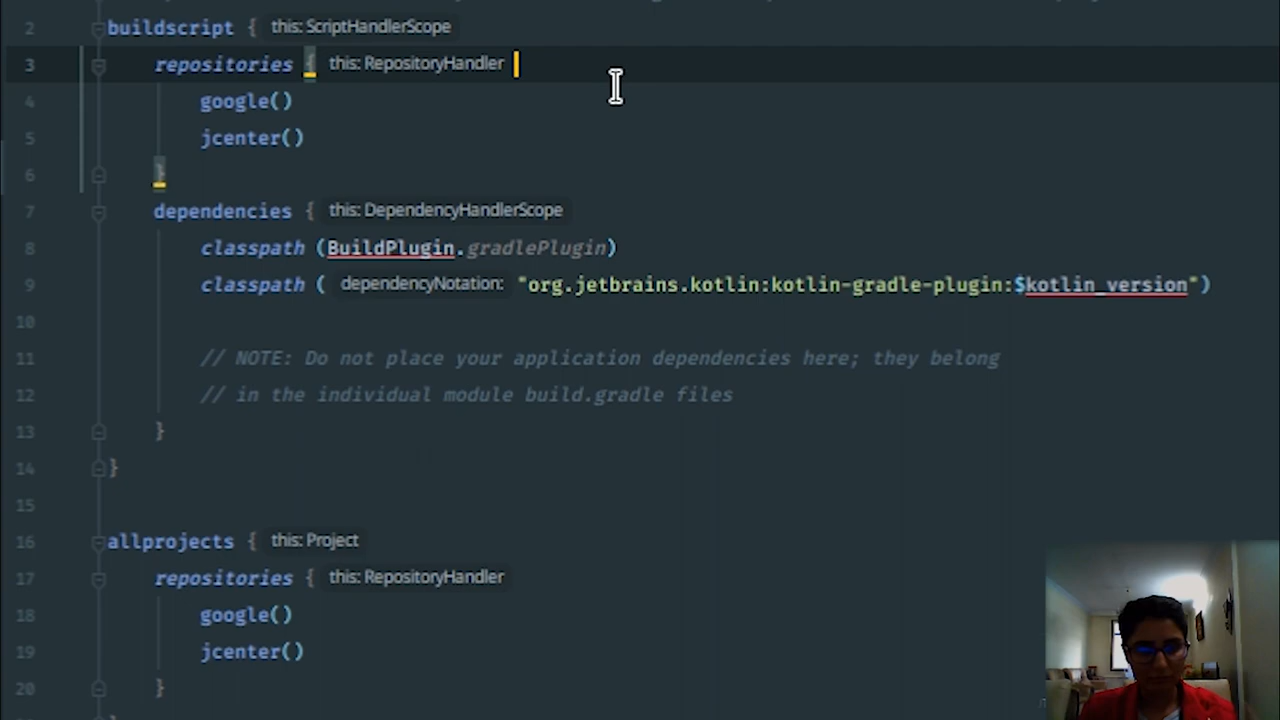 2 buildscript { this: ScriptHandlerScope
3 repositories { this: RepositoryHandler
4 google()
5 jcenter()
6 }
7 dependencies { this: DependencyHandlerScope
8 classpath (BuildPlugin.gradlePlugin)
9 classpath ( dependencyNotation: "org.jetbrains.kotlin:kotlin-gradle-plugin:$kotlin_version")
10
11 // NOTE: Do not place your application dependencies here; they belong
12 // in the individual module build.gradle files
13 }
14 }
15
16 allprojects { this: Project
17 repositories { this: RepositoryHandler
18 google()
19 jcenter()
20 }